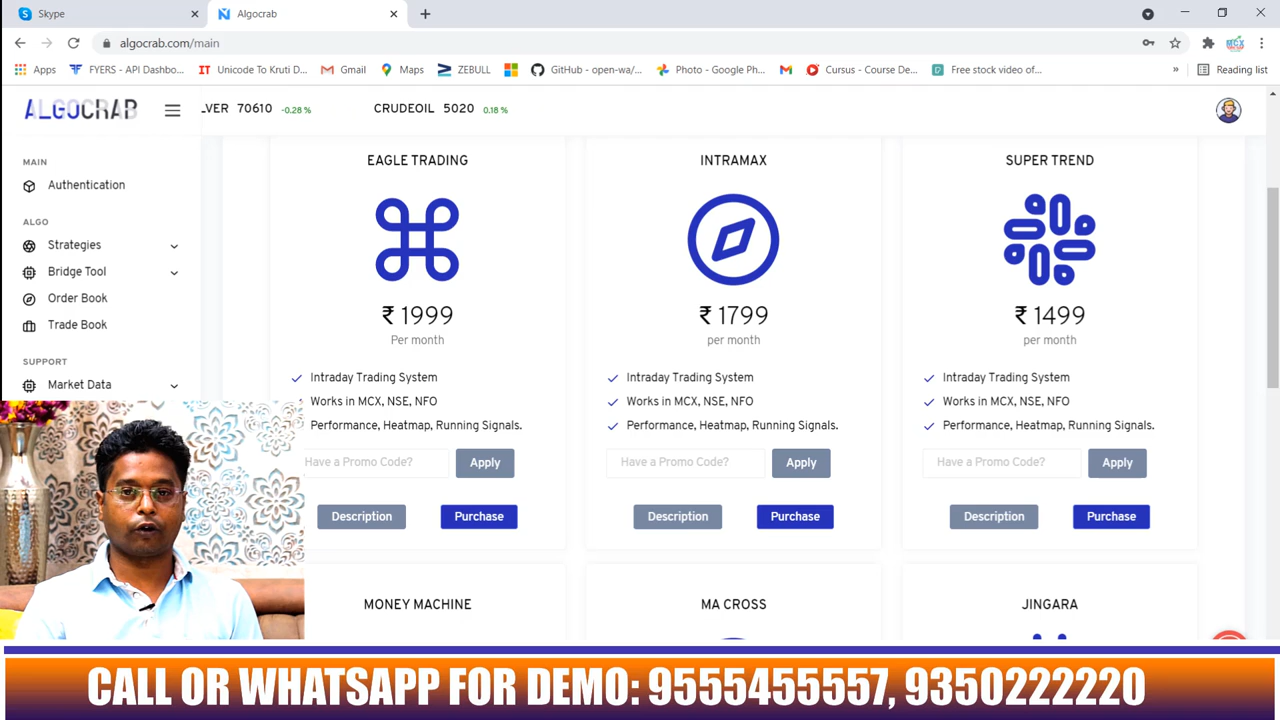 Skype
Algocrab
algocrab.com/main
Apps
FYERS - API Dashbo...
Unicode To Kruti D...
Gmail
Maps
ZEBULL
GitHub - open-wa/...
Photo - Google Ph...
Cursus - Course De...
Free stock video of...
»
Reading list
ALGOCRAB
LVER 70610 -0.28 %
CRUDEOIL 5020 0.18 %
MAIN
Authentication
ALGO
Strategies
Bridge Tool
Order Book
Trade Book
SUPPORT
Market Data
EAGLE TRADING
₹ 1999
Per month
Intraday Trading System
Works in MCX, NSE, NFO
Performance, Heatmap, Running Signals.
Have a Promo Code?
Apply
Description
Purchase
INTRAMAX
₹ 1799
per month
Intraday Trading System
Works in MCX, NSE, NFO
Performance, Heatmap, Running Signals.
Have a Promo Code?
Apply
Description
Purchase
SUPER TREND
₹ 1499
per month
Intraday Trading System
Works in MCX, NSE, NFO
Performance, Heatmap, Running Signals.
Have a Promo Code?
Apply
Description
Purchase
MONEY MACHINE
MA CROSS
JINGARA
CALL OR WHATSAPP FOR DEMO: 9555455557, 9350222220